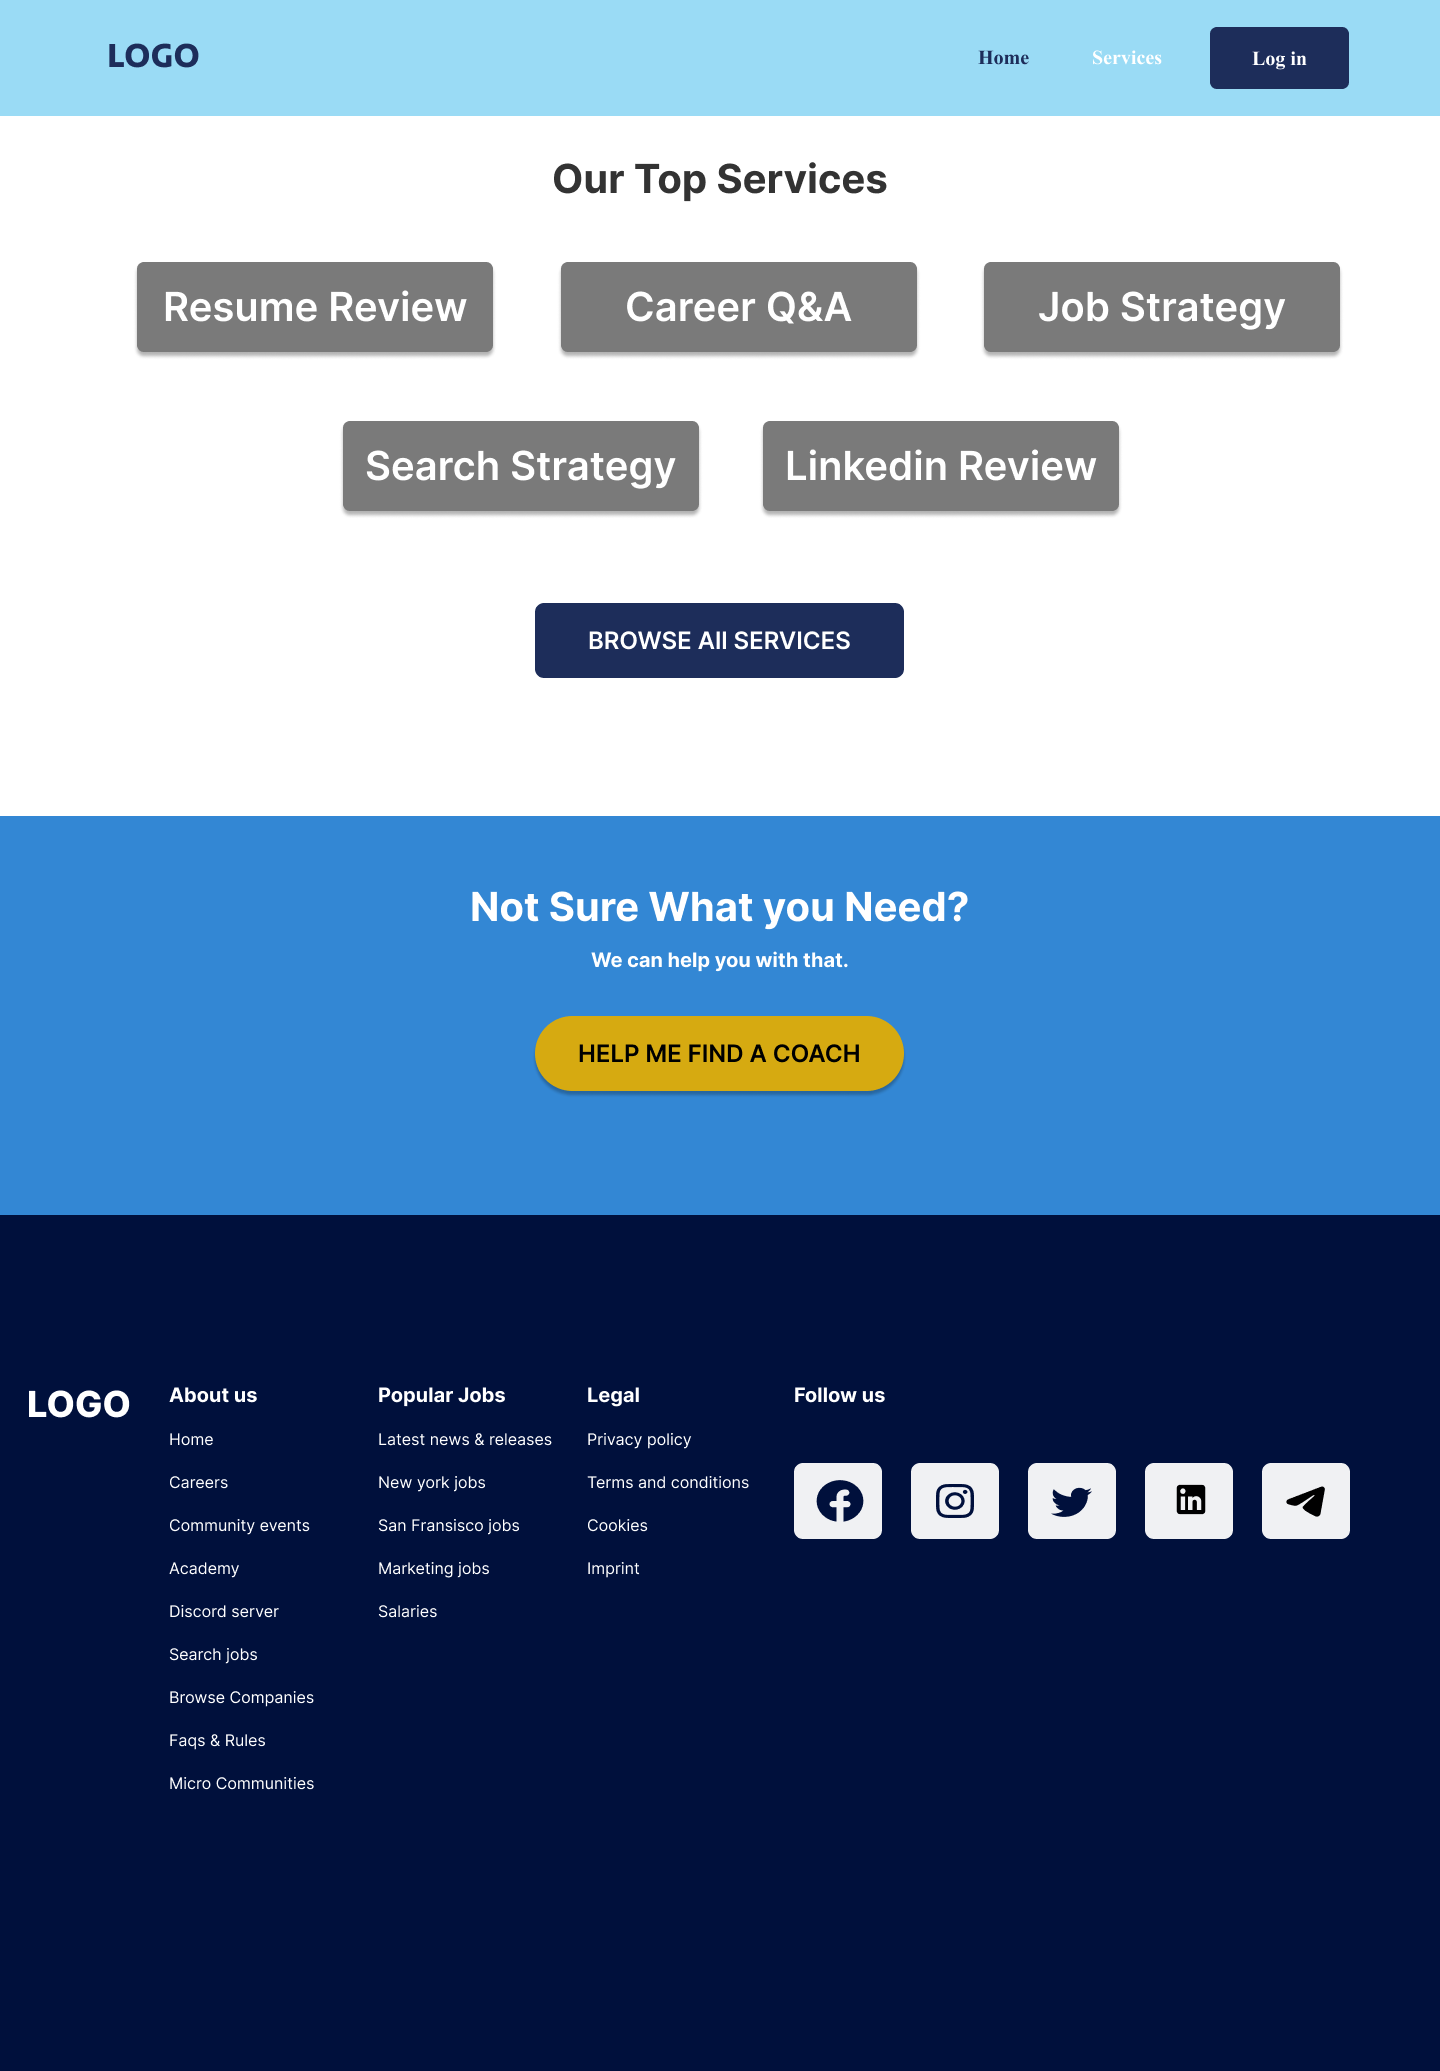 LOGO
Home
Services
Log in
Our Top Services
Resume Review
Career Q&A
Job Strategy
Search Strategy
Linkedin Review
BROWSE All SERVICES
Not Sure What you Need?
We can help you with that.
HELP ME FIND A COACH
LOGO
About us
Home
Careers
Community events
Academy
Discord server
Search jobs
Browse Companies
Faqs & Rules
Micro Communities
Popular Jobs
Latest news & releases
New york jobs
San Fransisco jobs
Marketing jobs
Salaries
Legal
Privacy policy
Terms and conditions
Cookies
Imprint
Follow us